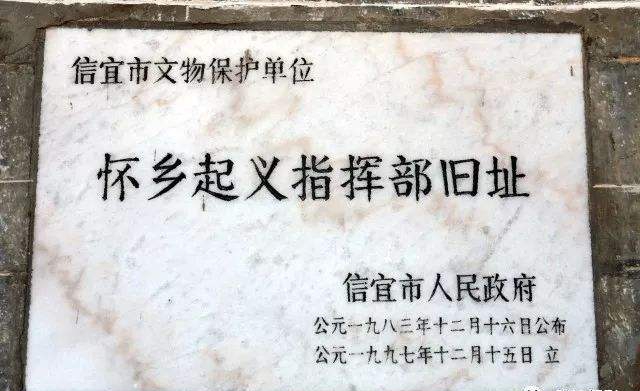 信宜市文物保护单位
怀乡起义指挥部旧址
信宜市人民政府
公元一九八三年十二月十六日公布
公元一九九七年十二月十五日 立